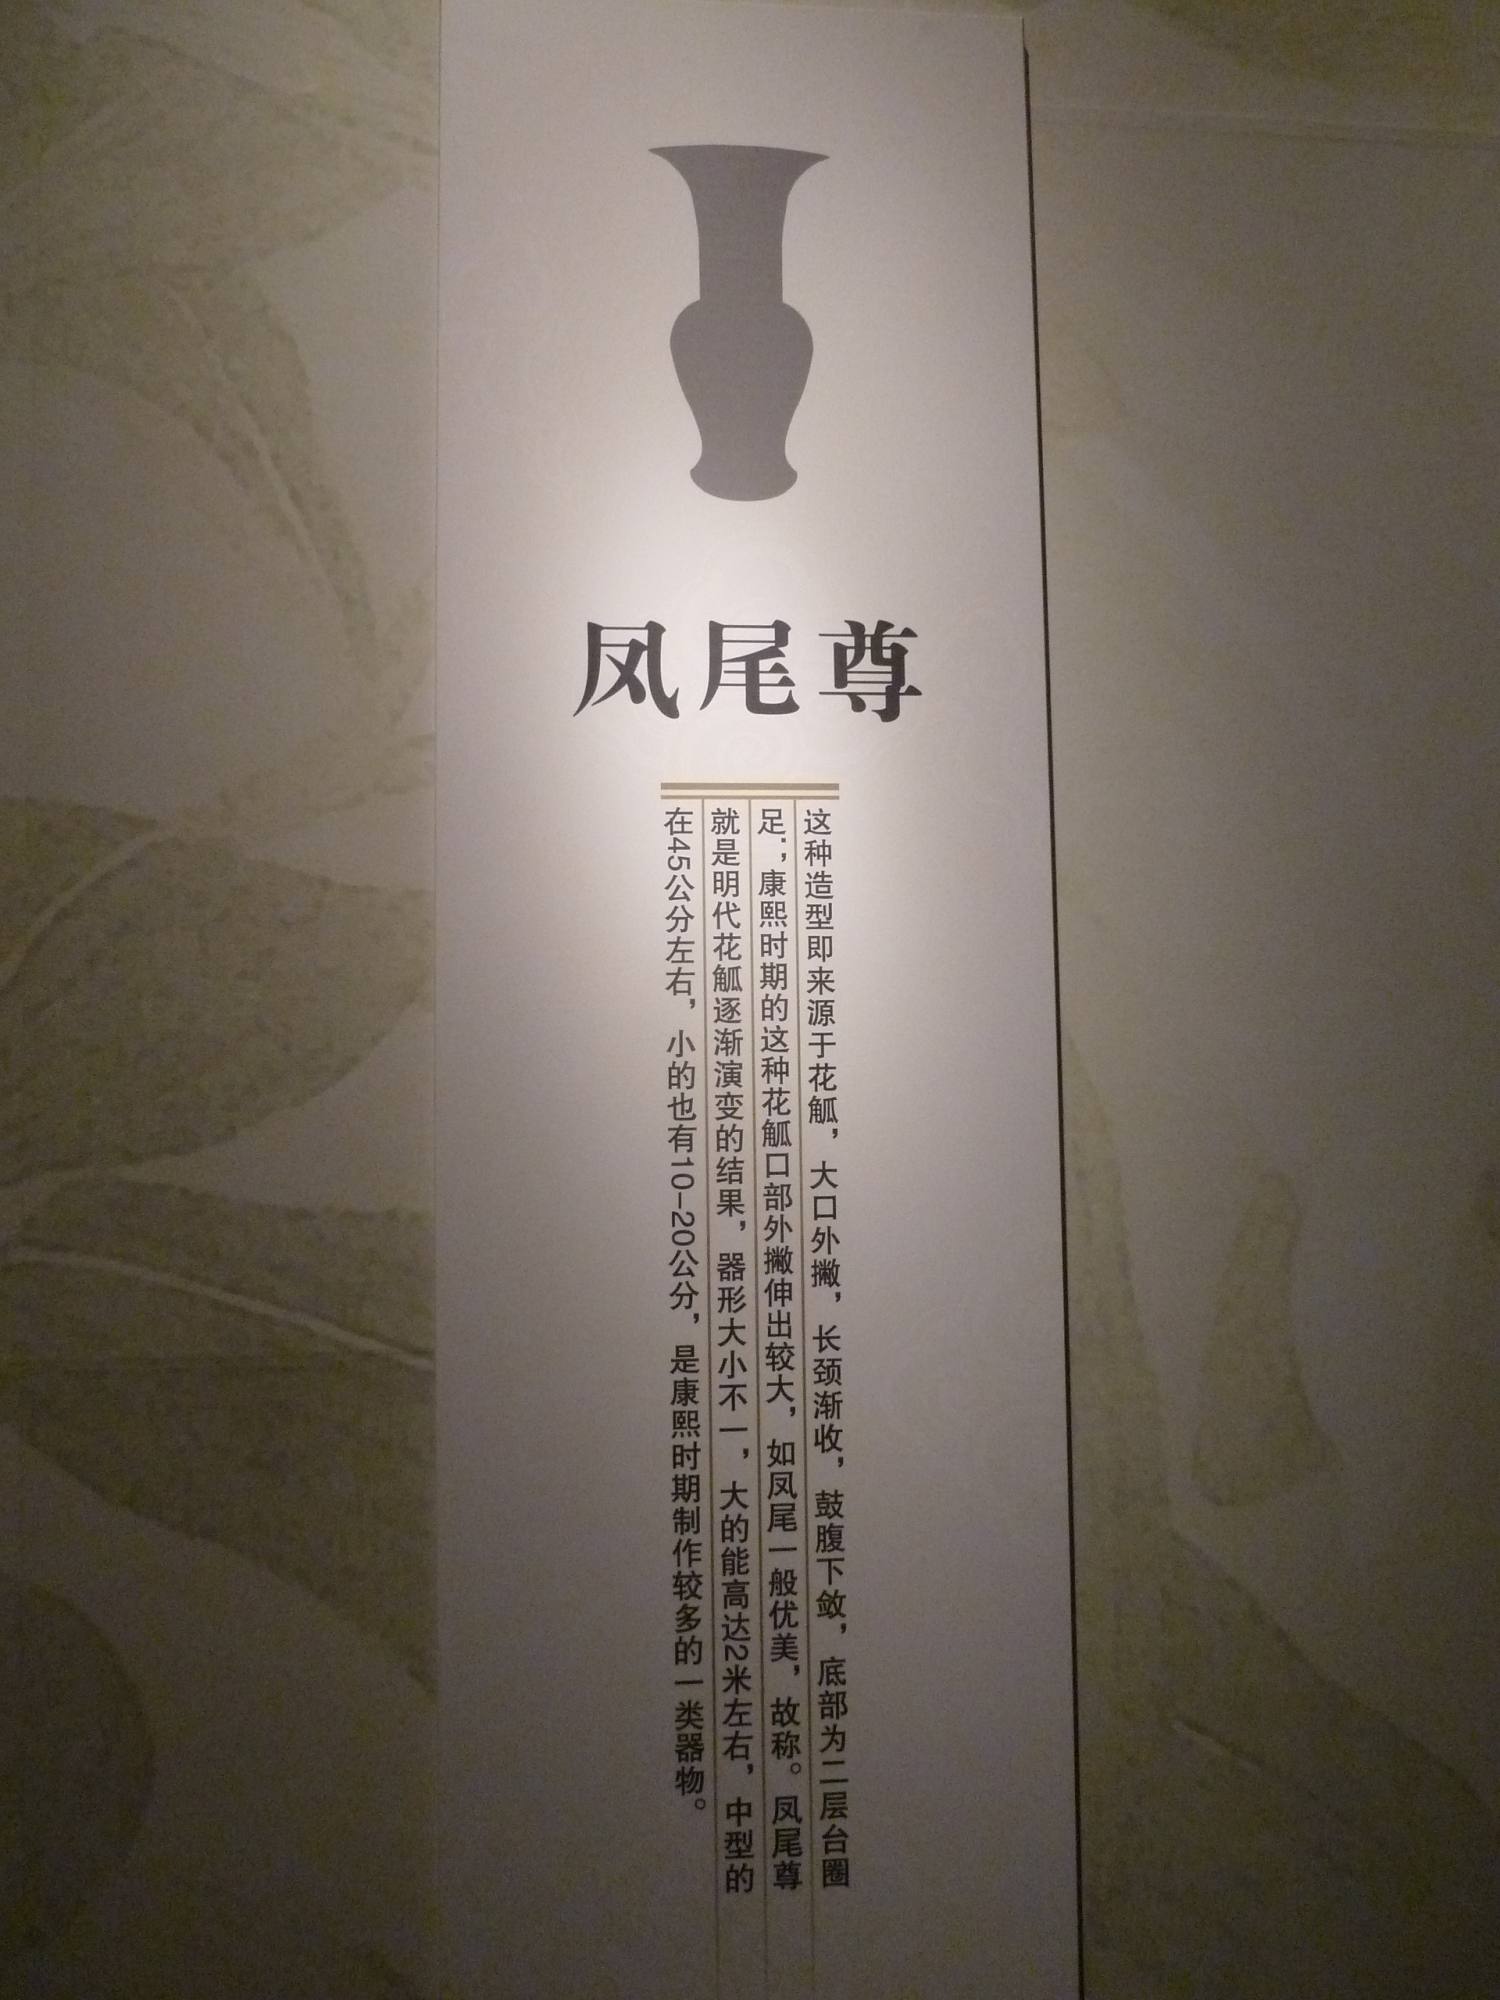 凤尾尊
这种造型即来源于花觚，大口外撇，长颈渐收，鼓腹下敛，底部为二层台圈
足；康熙时期的这种花觚口部外撇伸出较大，如凤尾一般优美，故称。凤尾尊
就是明代花觚逐渐演变的结果，器形大小不一，大的能高达2米左右，中型的
在45公分左右，小的也有10-20公分，是康熙时期制作较多的一类器物。